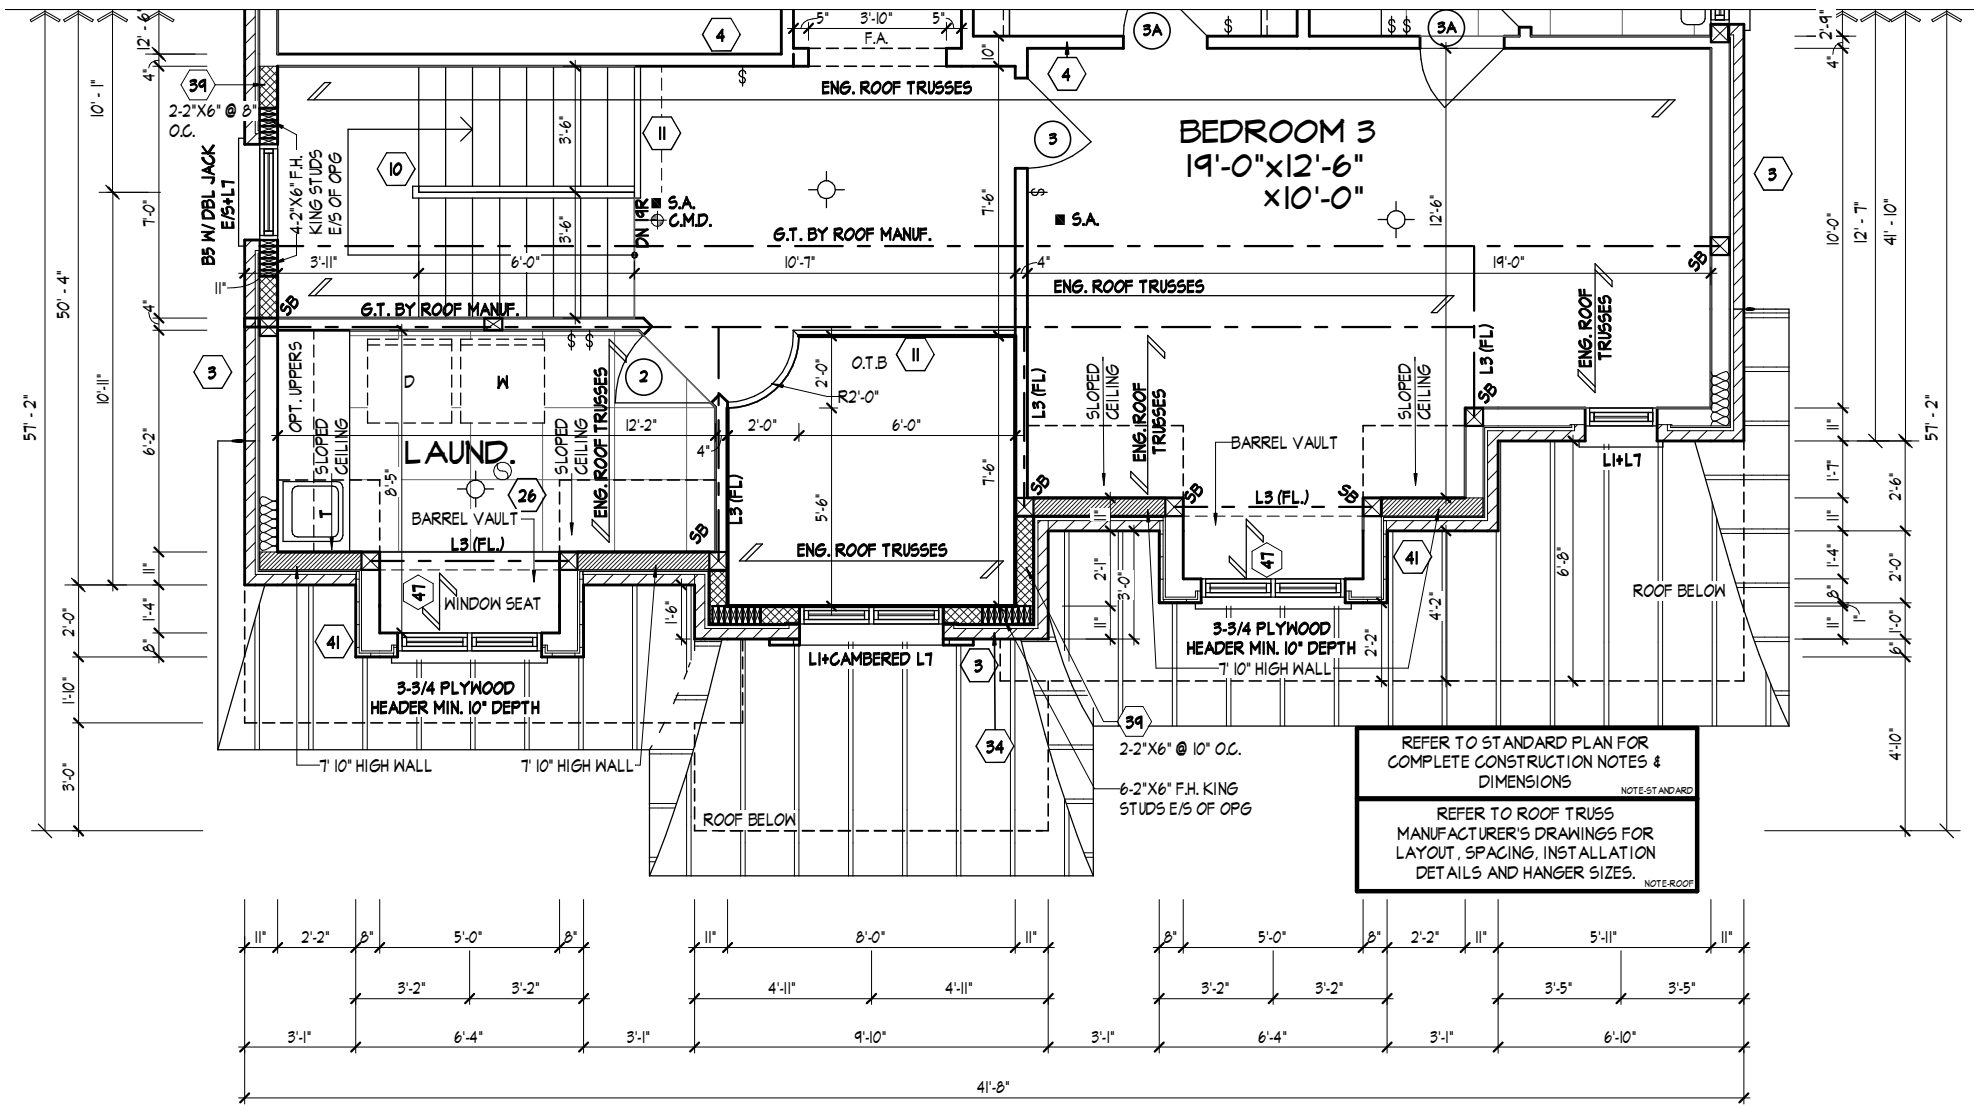 5"
3'-10"
5"
F.A.
10"
4
3A
3A
4
$
$ $
$
12' - 6"
4"
39
2-2"X6" @ 8"
O.C.
10' - 1"
ENG. ROOF TRUSSES
BEDROOM 3
19'-0"x12'-6"
x10'-0"
3
3
2'-9"
4"
B5 W/ DBL JACK
E/S+L7
4-2"X6" F.H.
KING STUDS
E/S OF OPG
10
11
3'-6"
3'-6"
DN 19R
S.A.
C.M.D.
S.A.
$
7'-6"
12'-6"
7'-0"
10'-0"
12' - 7"
41' - 10"
G.T. BY ROOF MANUF.
3'-11"
6'-0"
10'-7"
4"
19'-0"
SB
11"
SB
ENG. ROOF TRUSSES
G.T. BY ROOF MANUF.
50' - 4"
4"
57' - 2"
10'-11"
6'-2"
3
OPT. UPPERS
D
W
$ $
2
ENG. ROOF TRUSSES
O.T.B
11
2'-0"
R2'-0"
L3 (FL)
SLOPED
CEILING
ENG. ROOF
TRUSSES
SLOPED
CEILING
L3 (FL)
SB
ENG. ROOF
TRUSSES
57' - 2"
SLOPED
CEILING
LAUND.
SLOPED
CEILING
12'-2"
4"
2'-0"
6'-0"
BARREL VAULT
L1+L7
11"
1'-7"
11"
2'-6"
8'-5"
26
BARREL VAULT
L3 (FL.)
SB
L3 (FL)
5'-6"
7'-6"
SB
SB
L3 (FL.)
SB
ENG. ROOF TRUSSES
11"
2'-1"
3'-0"
11"
47
41
6'-8"
ROOF BELOW
1'-4"
2'-0"
8"
1"
11"
1'-0"
6"
11"
1'-4"
8"
2'-0"
41
47
WINDOW SEAT
1'-6"
L1+CAMBERED L7
3
3-3/4 PLYWOOD
HEADER MIN. 10" DEPTH
7' 10" HIGH WALL
2'-2"
4'-2"
1'-10"
3-3/4 PLYWOOD
HEADER MIN. 10" DEPTH
39
2-2"X6" @ 10" O.C.
34
6-2"X6" F.H. KING
STUDS E/S OF OPG
3'-0"
7' 10" HIGH WALL
7' 10" HIGH WALL
ROOF BELOW
4'-10"
REFER TO STANDARD PLAN FOR
COMPLETE CONSTRUCTION NOTES &
DIMENSIONS
NOTE-STANDARD
REFER TO ROOF TRUSS
MANUFACTURER'S DRAWINGS FOR
LAYOUT, SPACING, INSTALLATION
DETAILS AND HANGER SIZES.
NOTE-ROOF
11"
2'-2"
8"
5'-0"
8"
11"
8'-0"
11"
8"
5'-0"
8"
2'-2"
11"
5'-11"
11"
3'-2"
3'-2"
4'-11"
4'-11"
3'-2"
3'-2"
3'-5"
3'-5"
3'-1"
6'-4"
3'-1"
9'-10"
3'-1"
6'-4"
3'-1"
6'-10"
41'-8"